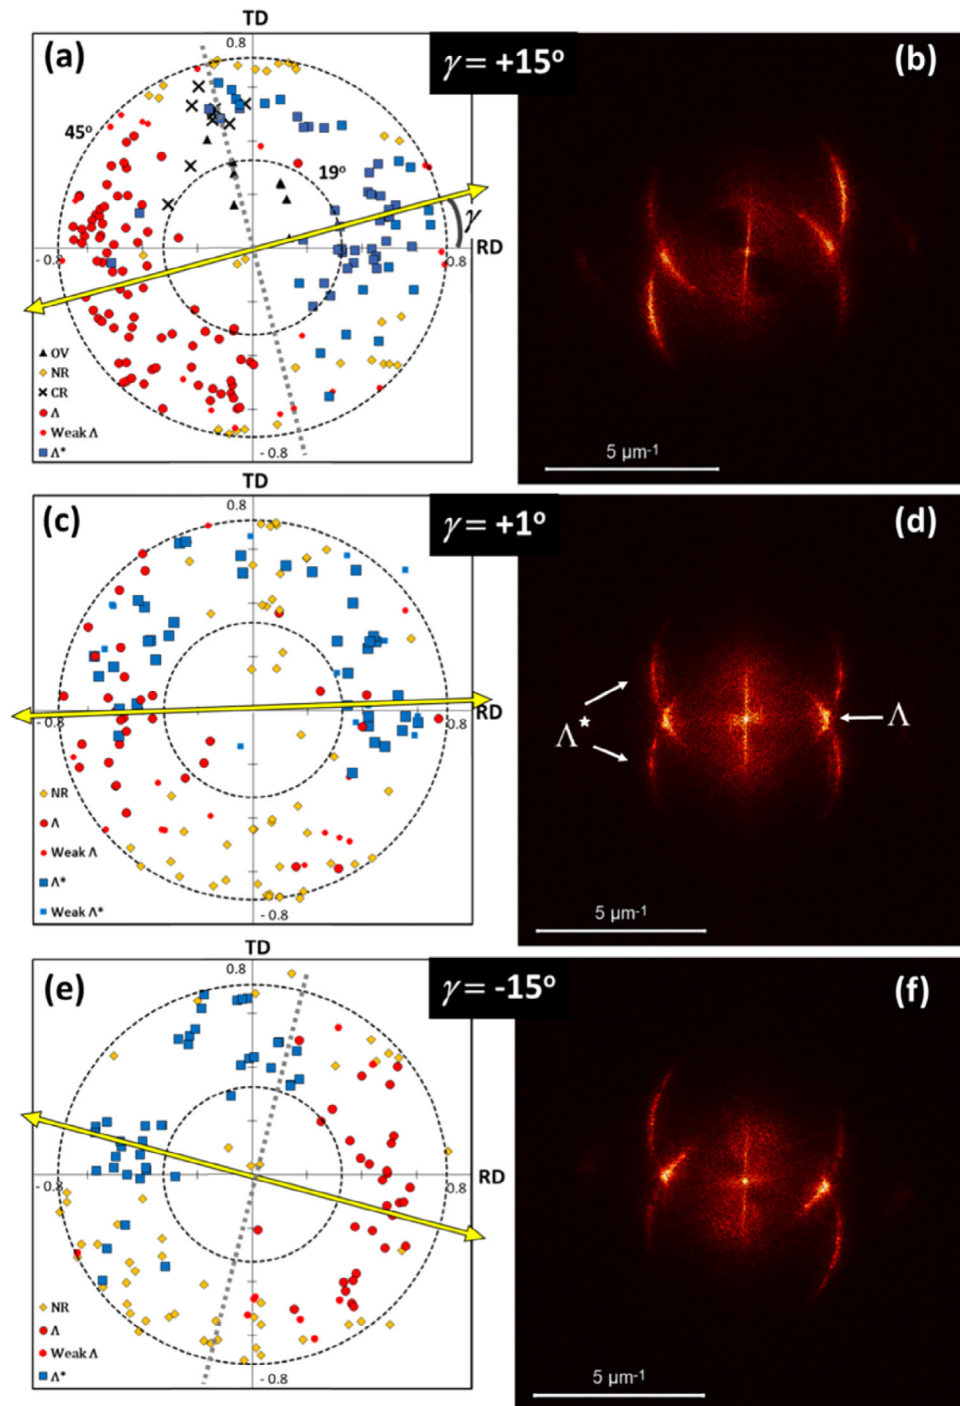 TD
(a)
0.8
γ = +15°
(b)
45°
19°
γ
RD
- 0.8
0.8
OV
NR
CR
Λ
Weak Λ
Λ*
- 0.8
5 µm-1
TD
(c)
0.8
γ = +1°
(d)
RD
- 0.8
0.8
Λ*
Λ
NR
Λ
Weak Λ
Λ*
Weak Λ*
- 0.8
5 µm-1
TD
(e)
0.8
γ = -15°
(f)
RD
- 0.8
0.8
NR
Λ
Weak Λ
Λ*
- 0.8
5 µm-1